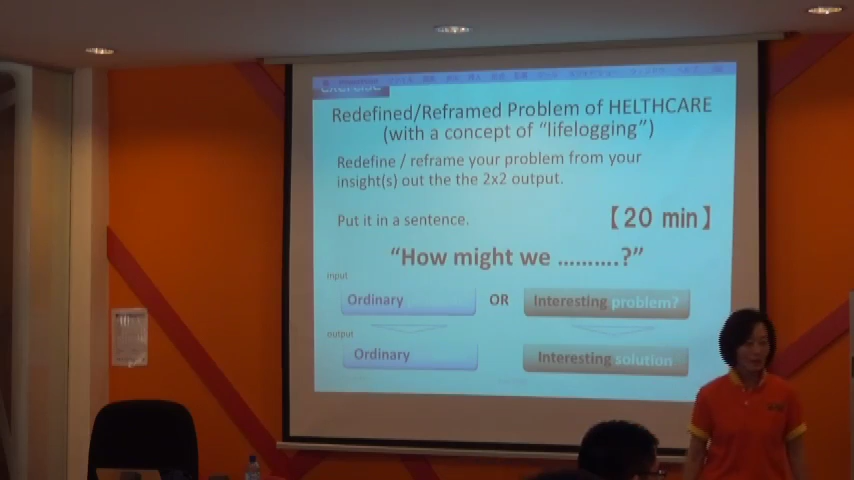 Exercise
Redefined/Reframed Problem of HELTHCARE
(with a concept of “lifelogging”)
Redefine / reframe your problem from your
insight(s) out the the 2x2 output.
Put it in a sentence.
【20 min】
“How might we ..........?”
input
Ordinary
OR
Interesting problem?
output
Ordinary
Interesting solution